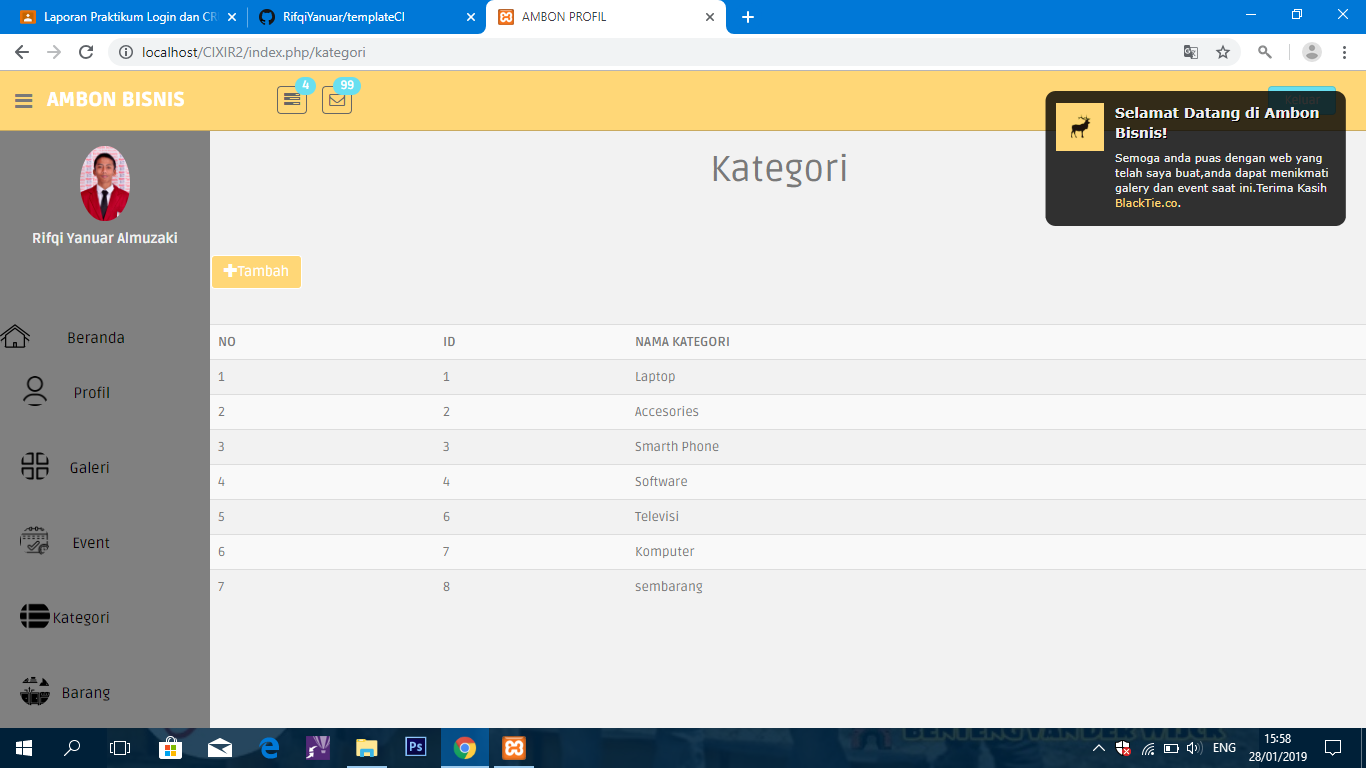 Laporan Praktikum Login dan CR
RifqiYanuar/templateCI
AMBON PROFIL
localhost/CIXIR2/index.php/kategori
AMBON BISNIS
4
99
Selamat Datang di Ambon
Bisnis!
Semoga anda puas dengan web yang
telah saya buat,anda dapat menikmati
galery dan event saat ini.Terima Kasih
BlackTie.co.
Rifqi Yanuar Almuzaki
Beranda
Profil
Galeri
Event
Kategori
Barang
Kategori
Tambah
NO ID NAMA KATEGORI
1 1 Laptop
2 2 Accesories
3 3 Smarth Phone
4 4 Software
5 6 Televisi
6 7 Komputer
7 8 sembarang
Ps
ENG
15:58
28/01/2019